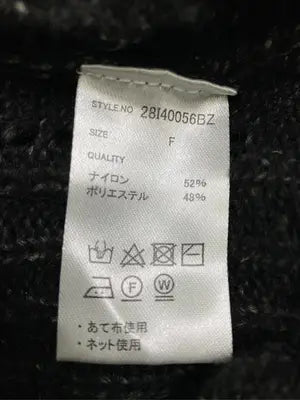 STYLE.NO 28I40056BZ
SIZE F
QUALITY
ナイロン 52%
ポリエステル 48%
F W
・あて布使用
・ネット使用